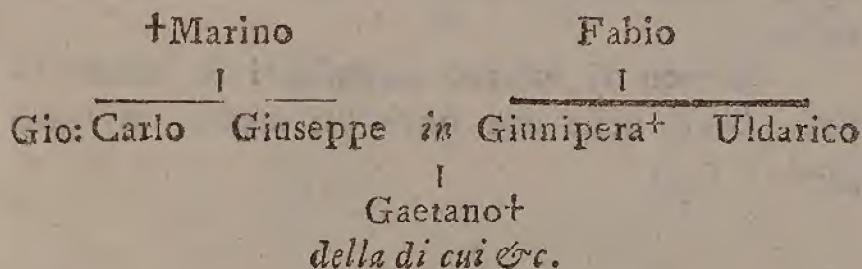 †Marino Fabio
Gio: Carlo Giuseppe in Giunipera† Uldarico
Gaetano†
della di cui &c.